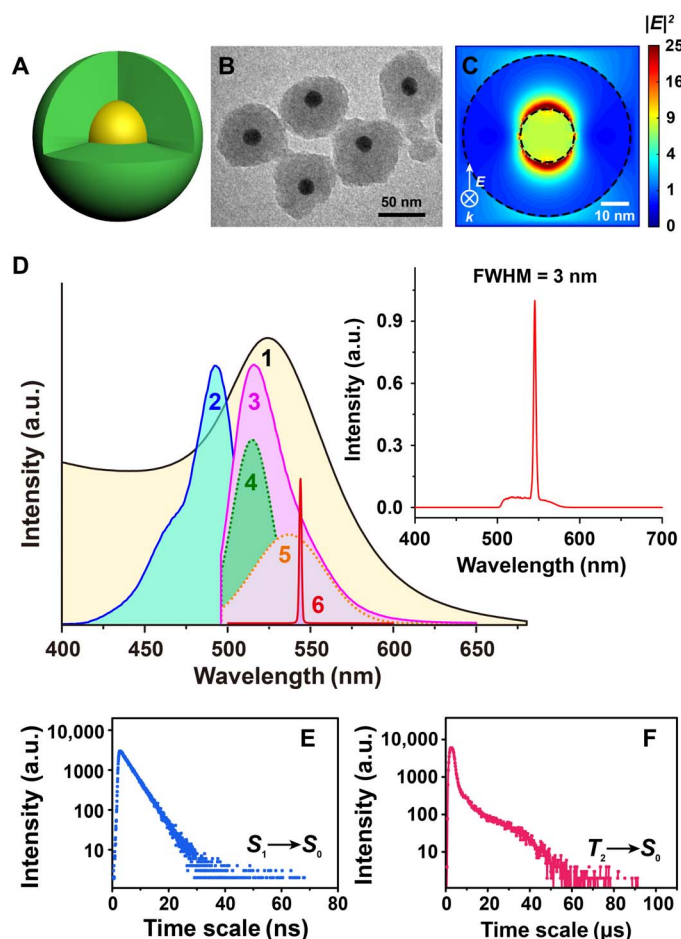 A
B
50 nm
C
E
k
10 nm
|E|²
25
16
9
4
1
0
D
Intensity (a.u.)
1
2
3
4
5
6
400
450
500
550
600
650
Wavelength (nm)
FWHM = 3 nm
Intensity (a.u.)
0.9
0.6
0.3
0.0
400
500
600
700
Wavelength (nm)
E
Intensity (a.u.)
10,000
1000
100
10
S₁→S₀
0
20
40
60
80
Time scale (ns)
F
Intensity (a.u.)
10,000
1000
100
10
T₂→S₀
0
20
40
60
80
100
Time scale (µs)